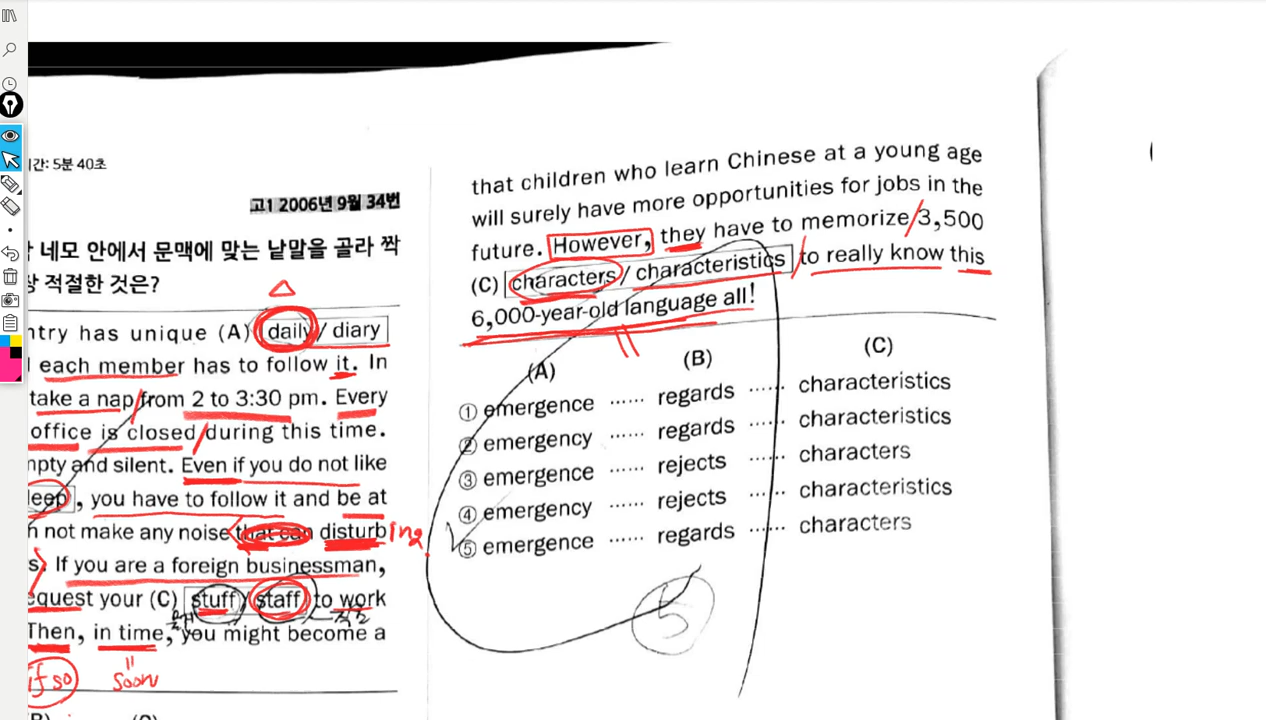 간: 5분 40초
고1 2006년 9월 34번
네모 안에서 문맥에 맞는 낱말을 골라 짝
적절한 것은?
ntry has unique (A) daily / diary
each member has to follow it. In
take a nap from 2 to 3:30 pm. Every
office is closed during this time.
mpty and silent. Even if you do not like
leep, you have to follow it and be at
n not make any noise that can disturb ing
s. If you are a foreign businessman,
equest your (C) stuff / staff to work
Then, in time, you might become a
if so
soon
(B) (C)
that children who learn Chinese at a young age
will surely have more opportunities for jobs in the
future. However, they have to memorize 3,500
(C) characters / characteristics to really know this
6,000-year-old language all!
(A) (B) (C)
① emergence ...... regards ...... characteristics
② emergency ...... regards ...... characteristics
③ emergence ...... rejects ...... characters
④ emergency ...... rejects ...... characteristics
⑤ emergence ...... regards ...... characters
5